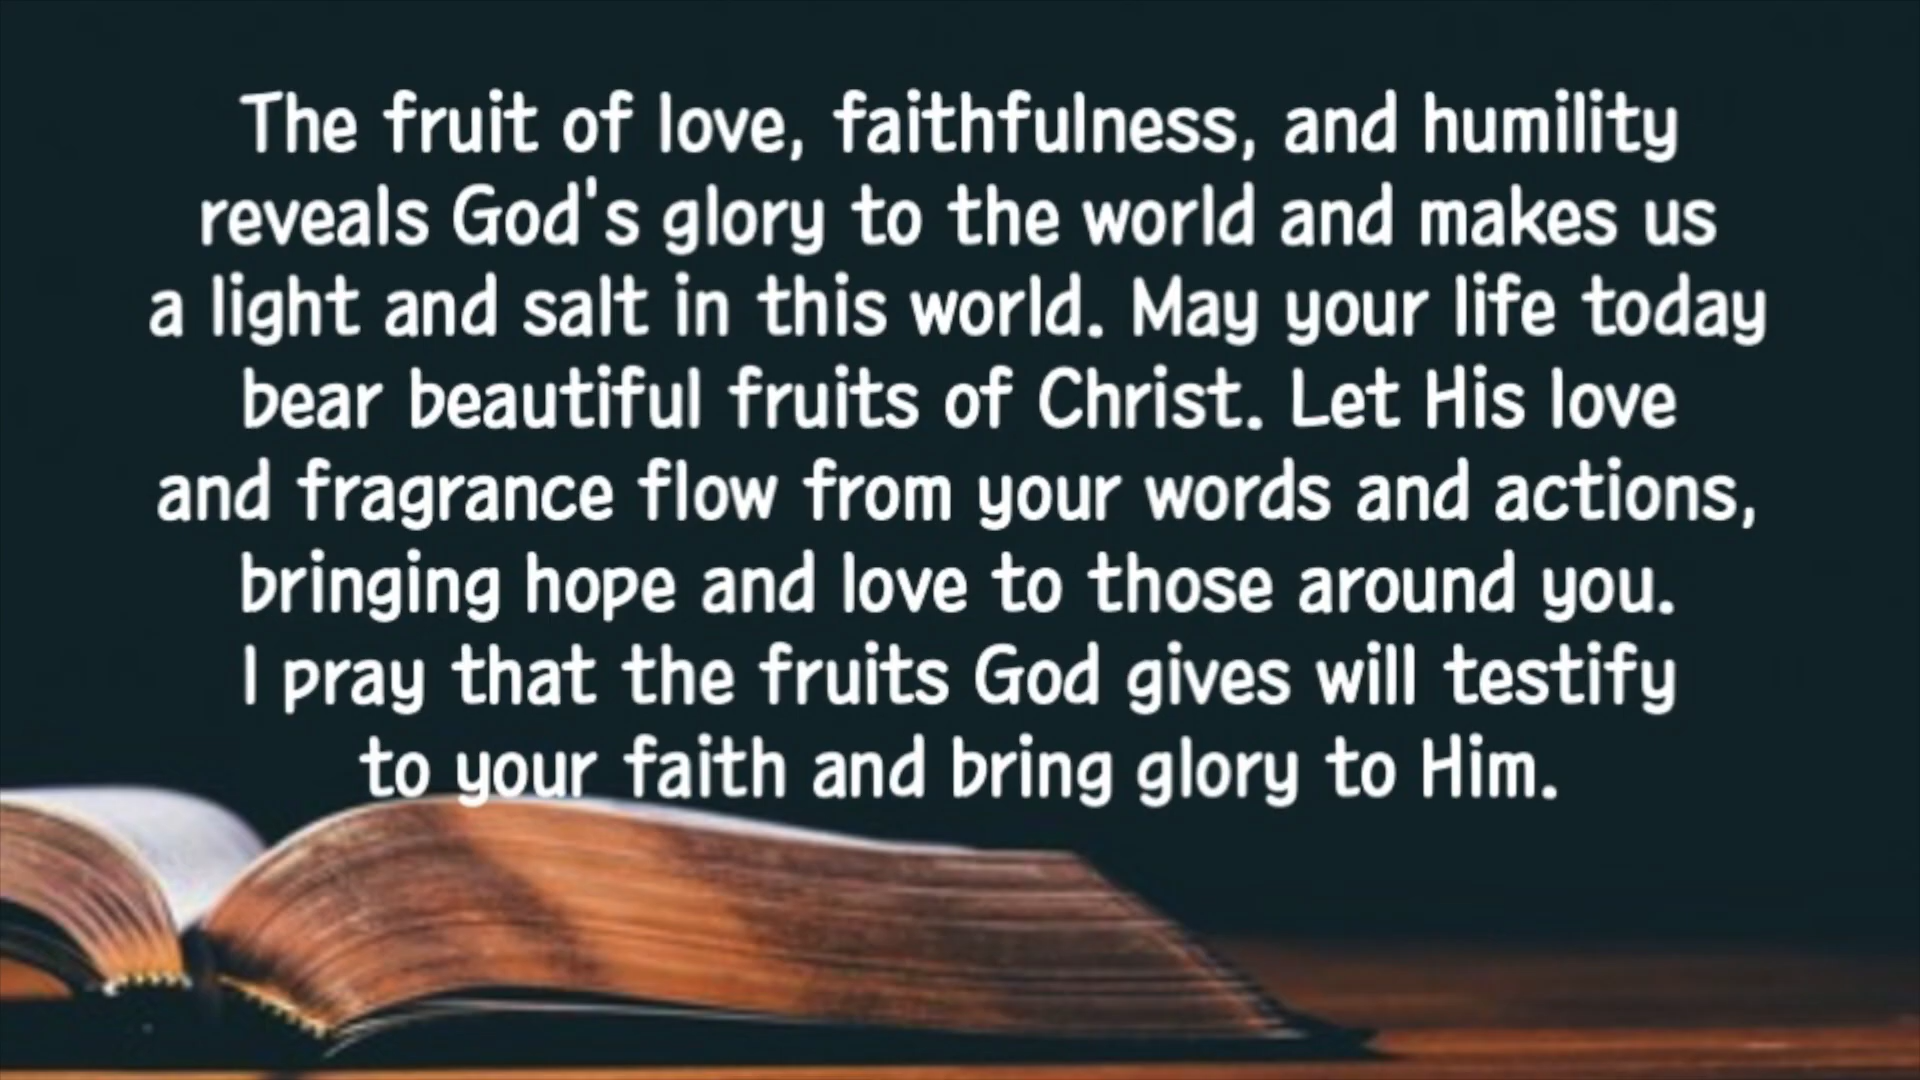 The fruit of love, faithfulness, and humility
reveals God's glory to the world and makes us
a light and salt in this world. May your life today
bear beautiful fruits of Christ. Let His love
and fragrance flow from your words and actions,
bringing hope and love to those around you.
I pray that the fruits God gives will testify
to your faith and bring glory to Him.